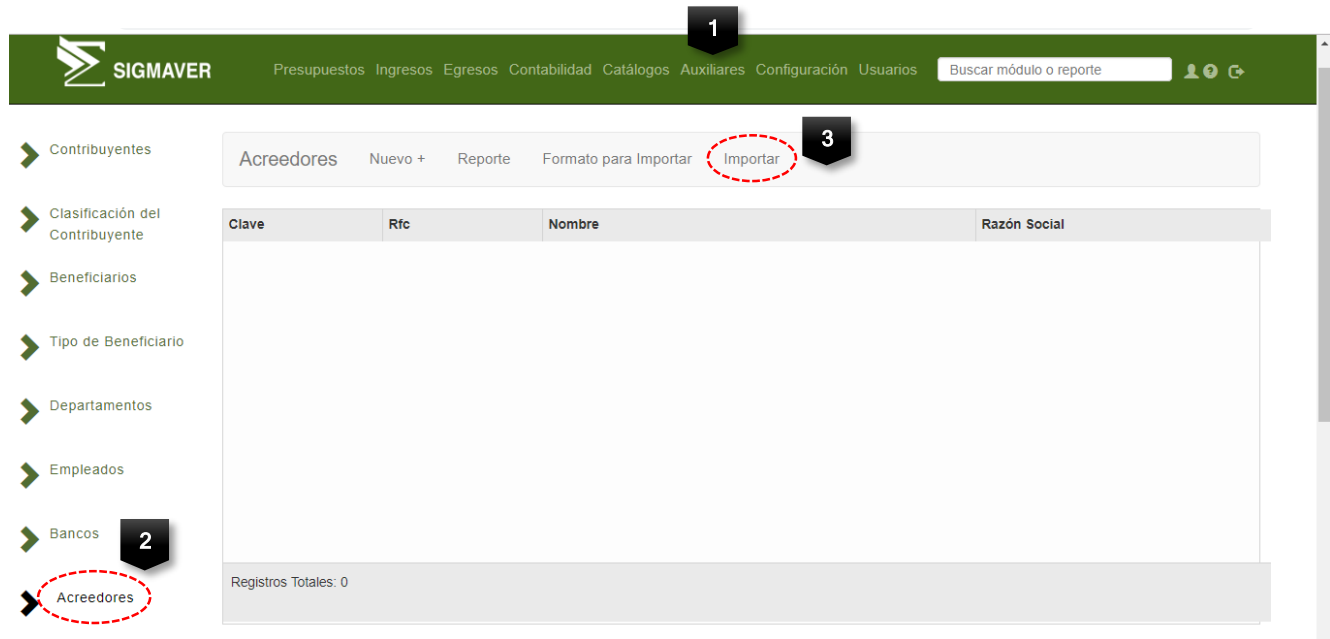 1
SIGMAVER
Presupuestos Ingresos Egresos Contabilidad Catálogos Auxiliares Configuración Usuarios
Buscar módulo o reporte
Contribuyentes
Clasificación del
Contribuyente
Beneficiarios
Tipo de Beneficiario
Departamentos
Empleados
Bancos
2
Acreedores
Acreedores Nuevo + Reporte Formato para Importar Importar
3
Clave Rfc Nombre Razón Social
Registros Totales: 0